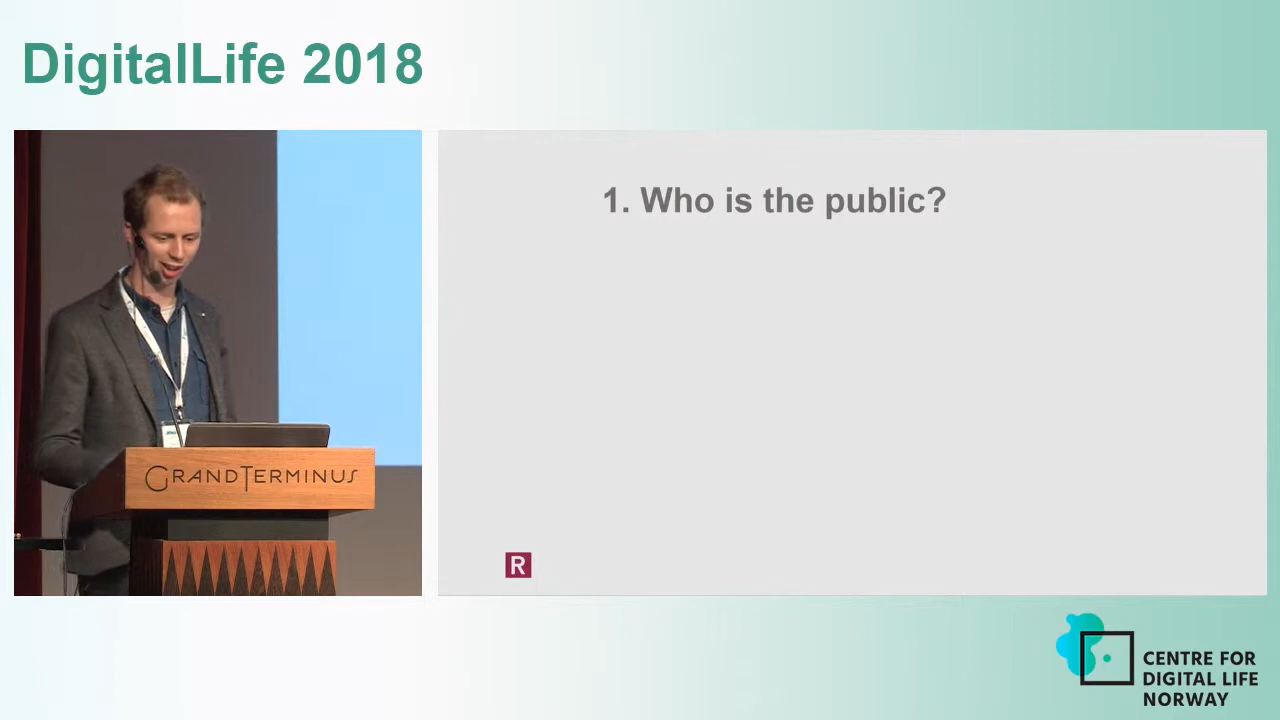 DigitalLife 2018
1. Who is the public?
GRANDTERMINUS
R
CENTRE FOR
DIGITAL LIFE
NORWAY